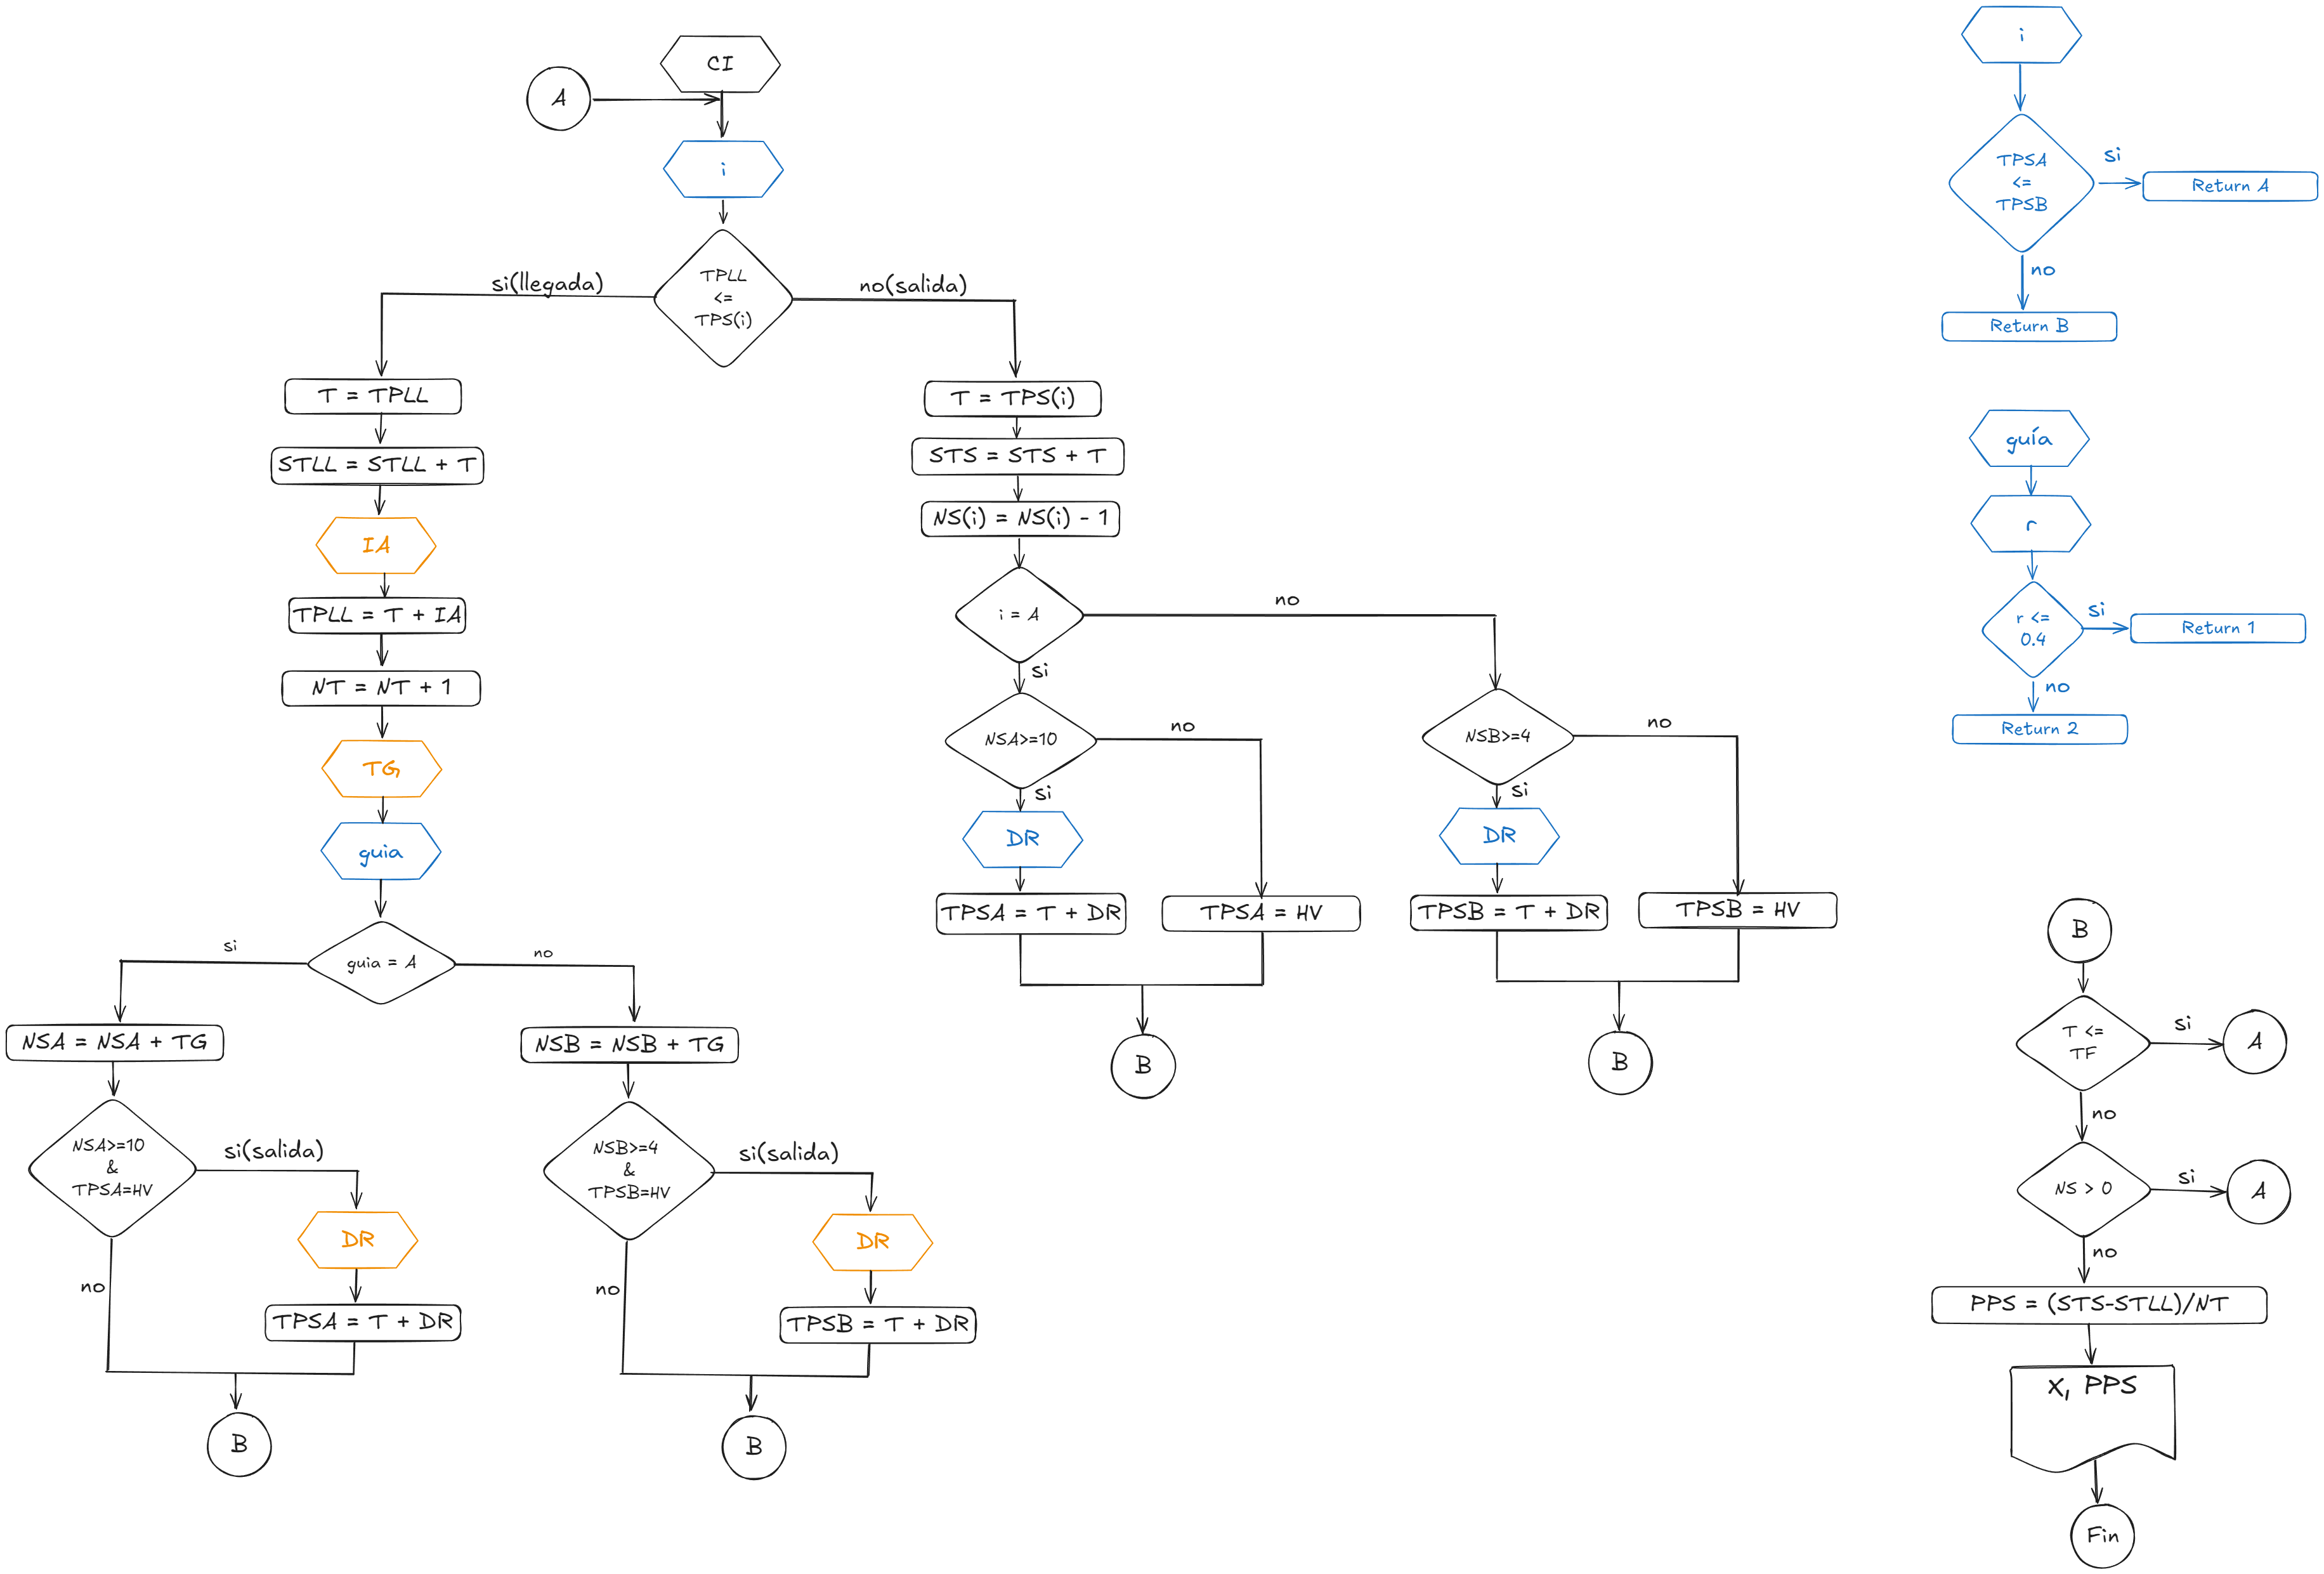 CI
A
i
TPLL
<=
TPS(i)
si(llegada)
no(salida)
T = TPLL
STLL = STLL + T
IA
TPLL = T + IA
NT = NT + 1
TG
guia
guia = A
si
no
NSA = NSA + TG
NSA>=10
&
TPSA=HV
si(salida)
no
DR
TPSA = T + DR
B
NSB = NSB + TG
NSB>=4
&
TPSB=HV
si(salida)
no
DR
TPSB = T + DR
B
T = TPS(i)
STS = STS + T
NS(i) = NS(i) - 1
i = A
no
si
NSA>=10
no
si
DR
TPSA = T + DR
TPSA = HV
B
NSB>=4
no
si
DR
TPSB = T + DR
TPSB = HV
B
i
TPSA
<=
TPSB
si
Return A
no
Return B
guía
r
r <=
0.4
si
Return 1
no
Return 2
B
T <=
TF
si
A
no
NS > 0
si
A
no
PPS = (STS-STLL)/NT
x, PPS
Fin